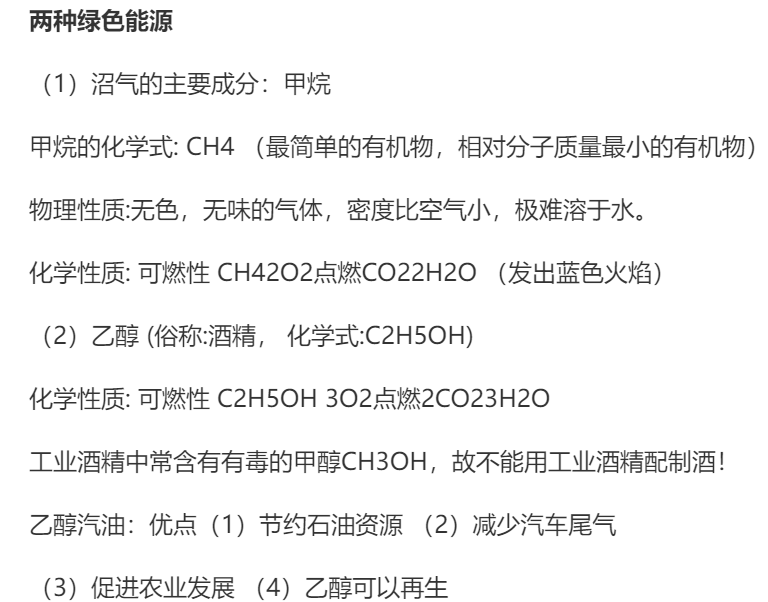 两种绿色能源
（1）沼气的主要成分：甲烷
甲烷的化学式: CH4 （最简单的有机物，相对分子质量最小的有机物）
物理性质:无色，无味的气体，密度比空气小，极难溶于水。
化学性质: 可燃性 CH42O2点燃CO22H2O （发出蓝色火焰）
（2）乙醇 (俗称:酒精， 化学式:C2H5OH)
化学性质: 可燃性 C2H5OH 3O2点燃2CO23H2O
工业酒精中常含有有毒的甲醇CH3OH，故不能用工业酒精配制酒！
乙醇汽油：优点（1）节约石油资源 （2）减少汽车尾气
（3）促进农业发展 （4）乙醇可以再生